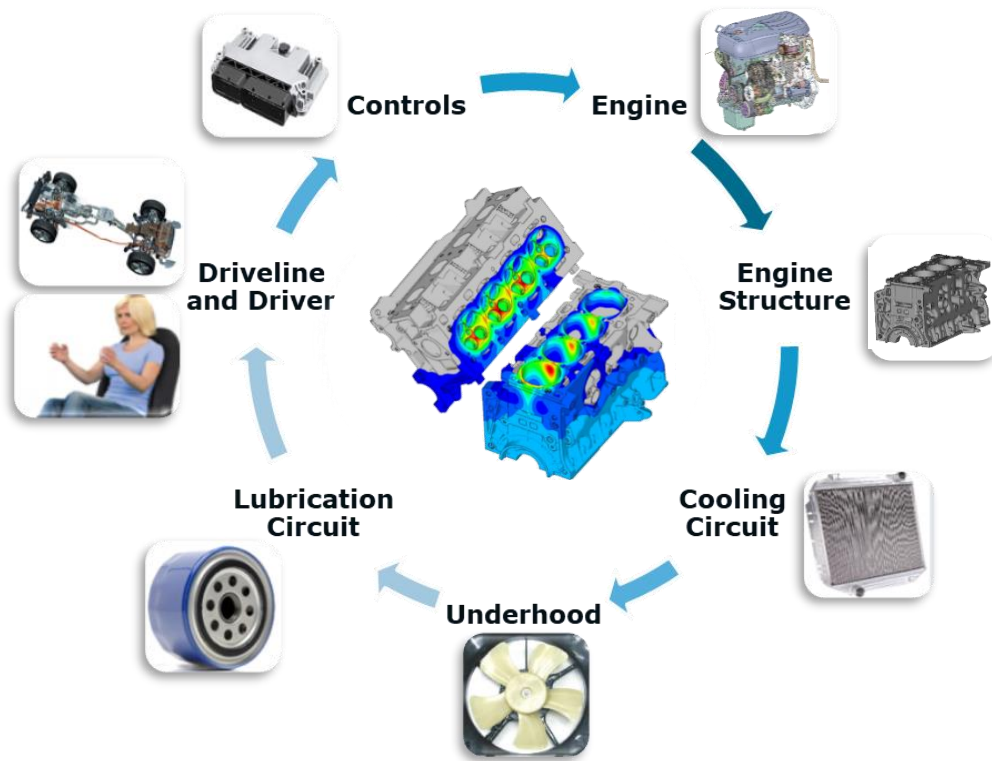 Controls
Engine
Engine
Structure
Cooling
Circuit
Underhood
Lubrication
Circuit
Driveline
and Driver